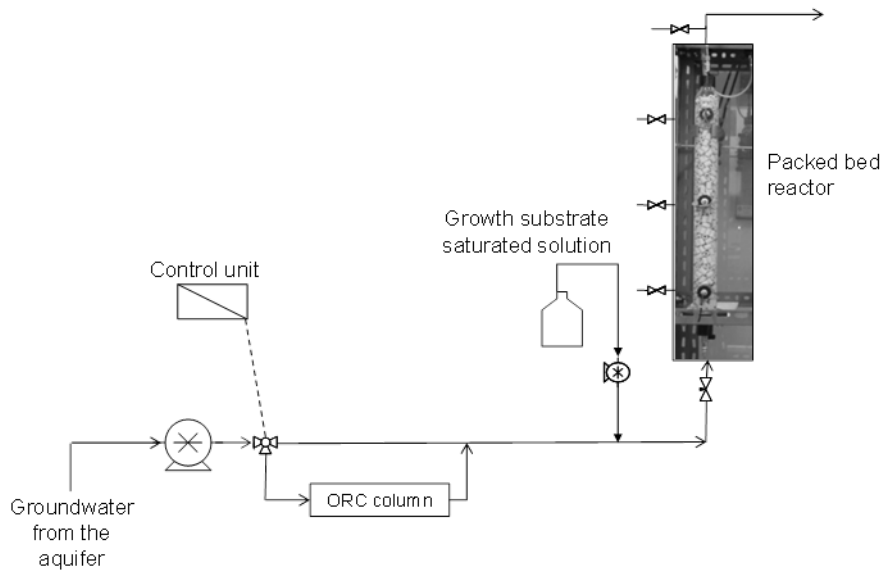 Packed bed
reactor
Growth substrate
saturated solution
Control unit
ORC column
Groundwater
from the
aquifer